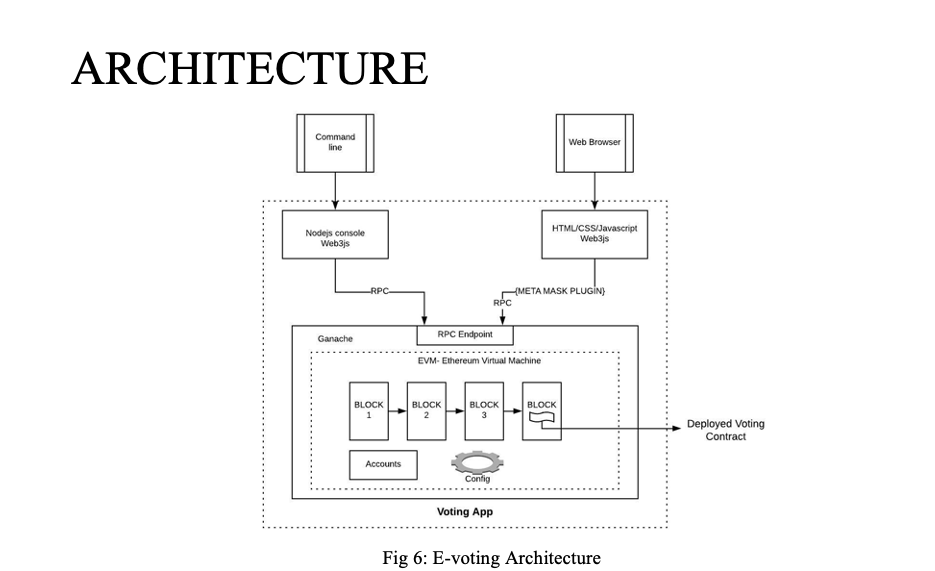 ARCHITECTURE
Command
line
Web Browser
Nodejs console
Web3js
HTML/CSS/Javascript
Web3js
RPC
{META MASK PLUGIN}
RPC
Ganache
RPC Endpoint
EVM- Ethereum Virtual Machine
BLOCK
1
BLOCK
2
BLOCK
3
BLOCK
Deployed Voting
Contract
Accounts
Config
Voting App
Fig 6: E-voting Architecture